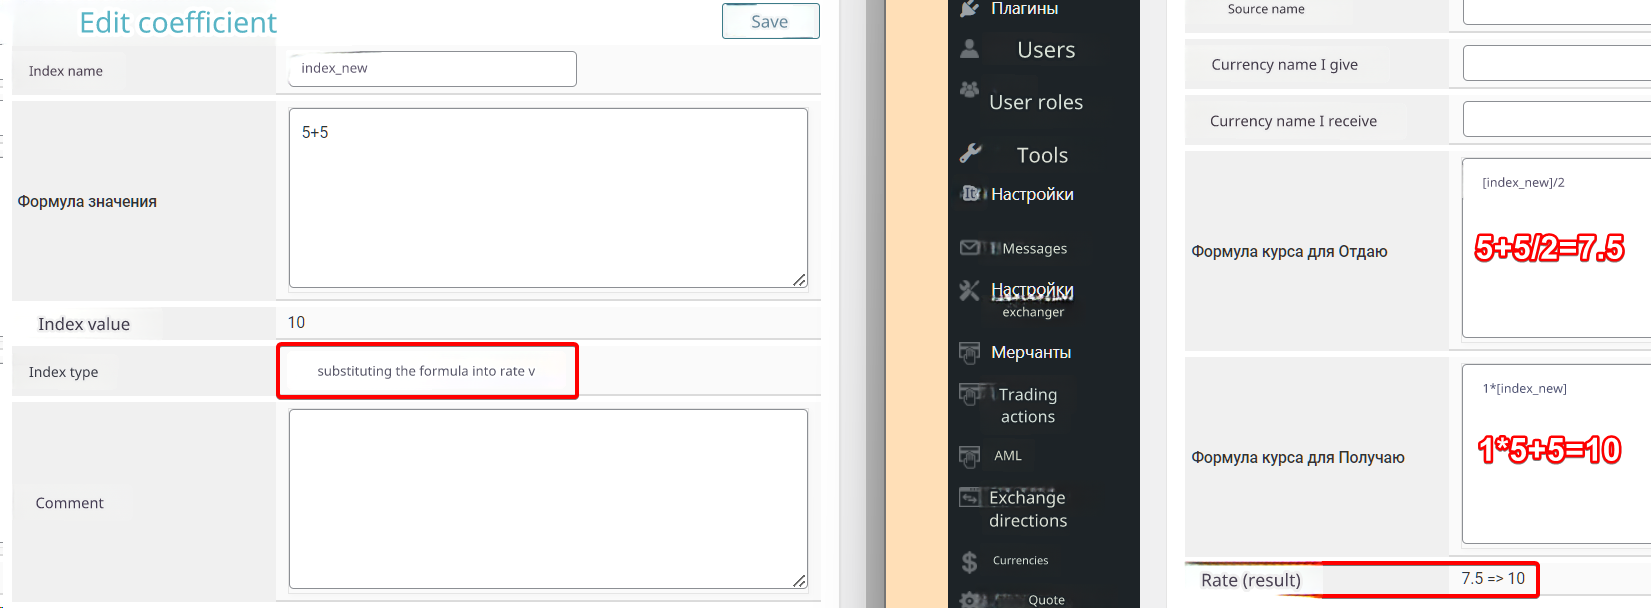 Edit coefficient
Save
Index name
index_new
Формула значения
5+5
Index value
10
Index type
substituting the formula into rate v
Comment
Плагины
Users
User roles
Tools
Настройки
Messages
Настройки
exchanger
Мерчанты
Trading
actions
AML
Exchange
directions
Currencies
Quote
Source name
Currency name I give
Currency name I receive
Формула курса для Отдаю
[index_new]/2
5+5/2=7.5
Формула курса для Получаю
1*[index_new]
1*5+5=10
Rate (result)
7.5 => 10